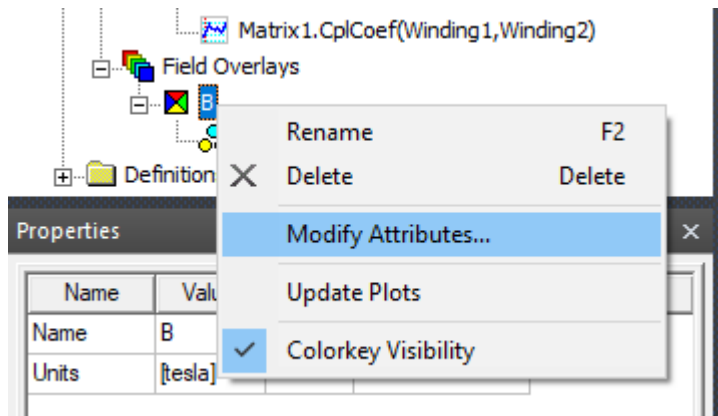 Matrix1.CplCoef(Winding1,Winding2)
Field Overlays
B
Rename F2
Definition
Delete Delete
Properties
Modify Attributes...
Name
Update Plots
Name B
Colorkey Visibility
Units [tesla]